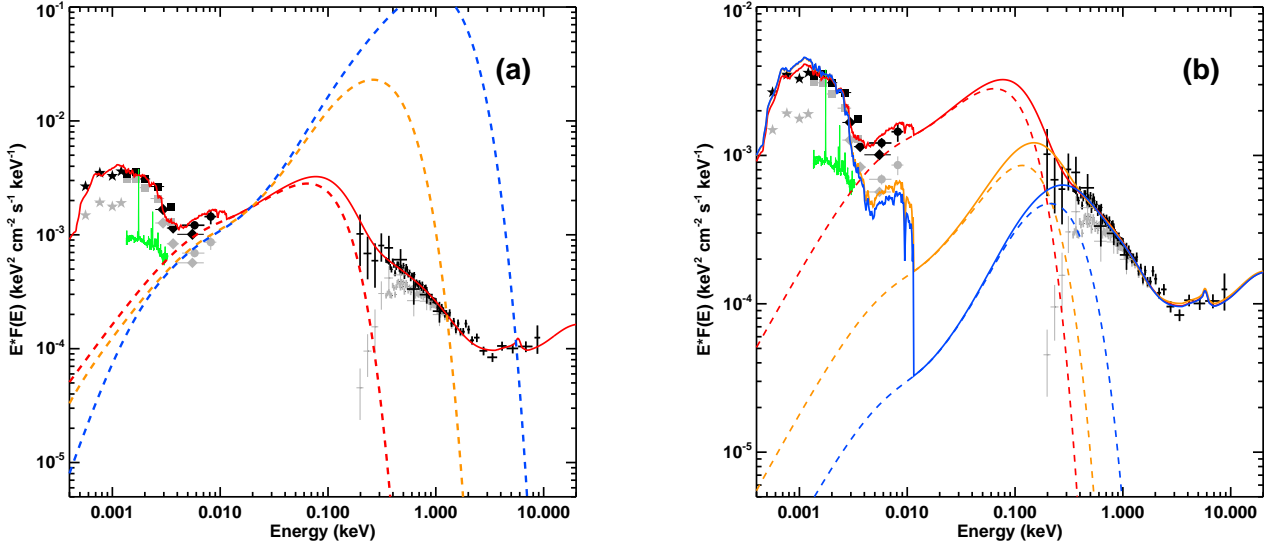 (a)
E*F(E) (keV² cm⁻² s⁻¹ keV⁻¹)
10⁻¹
10⁻²
10⁻³
10⁻⁴
10⁻⁵
0.001 0.010 0.100 1.000 10.000
Energy (keV)
(b)
E*F(E) (keV² cm⁻² s⁻¹ keV⁻¹)
10⁻²
10⁻³
10⁻⁴
10⁻⁵
0.001 0.010 0.100 1.000 10.000
Energy (keV)